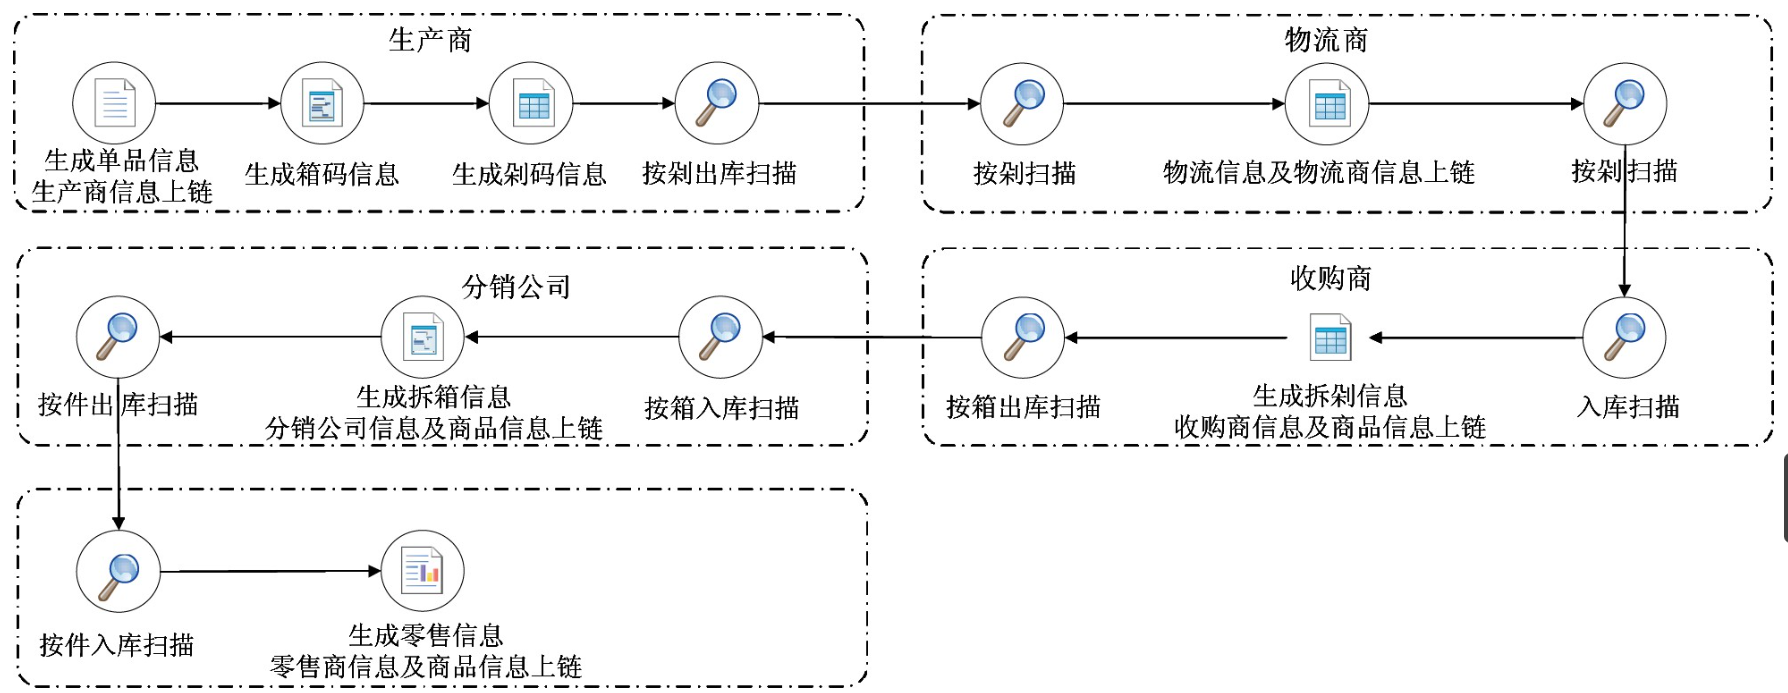 生产商
生成单品信息
生产商信息上链
生成箱码信息
生成剁码信息
按剁出库扫描
物流商
按剁扫描
物流信息及物流商信息上链
按剁扫描
收购商
入库扫描
生成拆剁信息
收购商信息及商品信息上链
按箱出库扫描
分销公司
按箱入库扫描
生成拆箱信息
分销公司信息及商品信息上链
按件出库扫描
按件入库扫描
生成零售信息
零售商信息及商品信息上链